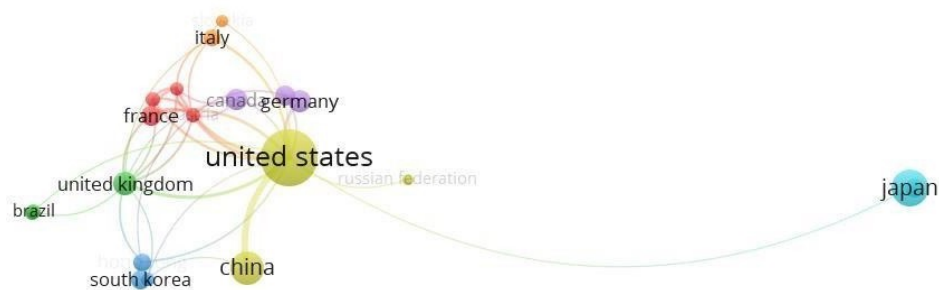 italy
canada
germany
france
united states
russian federation
united kingdom
japan
brazil
china
south korea